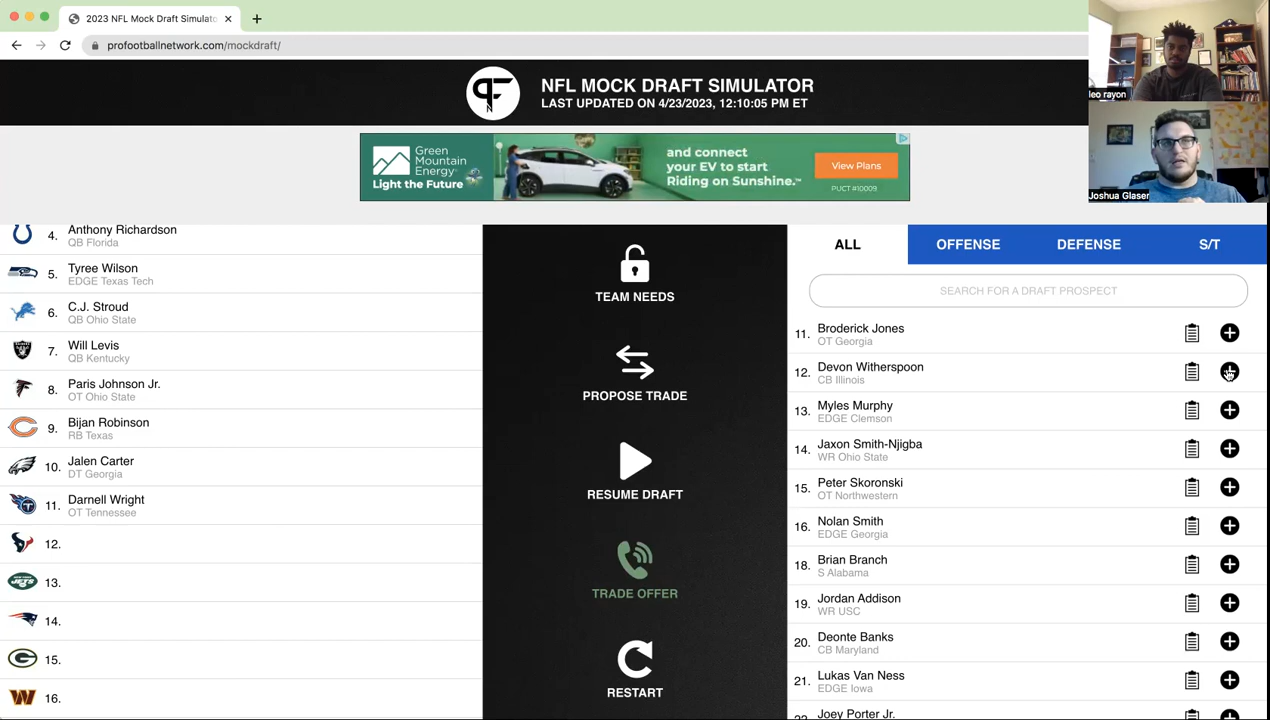 2023 NFL Mock Draft Simulato
profootballnetwork.com/mockdraft/
PF
N
NFL MOCK DRAFT SIMULATOR
LAST UPDATED ON 4/23/2023, 12:10:05 PM ET
Green
Mountain
Energy
Light the Future
and connect
your EV to start
Riding on Sunshine.™
View Plans
PUCT #10009
leo rayon
Joshua Glaser
4. Anthony Richardson
QB Florida
5. Tyree Wilson
EDGE Texas Tech
6. C.J. Stroud
QB Ohio State
7. Will Levis
QB Kentucky
8. Paris Johnson Jr.
OT Ohio State
9. Bijan Robinson
RB Texas
10. Jalen Carter
DT Georgia
11. Darnell Wright
OT Tennessee
12.
13.
14.
15.
16.
TEAM NEEDS
PROPOSE TRADE
RESUME DRAFT
TRADE OFFER
RESTART
ALL OFFENSE DEFENSE S/T
SEARCH FOR A DRAFT PROSPECT
11. Broderick Jones
OT Georgia
12. Devon Witherspoon
CB Illinois
13. Myles Murphy
EDGE Clemson
14. Jaxon Smith-Njigba
WR Ohio State
15. Peter Skoronski
OT Northwestern
16. Nolan Smith
EDGE Georgia
18. Brian Branch
S Alabama
19. Jordan Addison
WR USC
20. Deonte Banks
CB Maryland
21. Lukas Van Ness
EDGE Iowa
Joey Porter Jr.